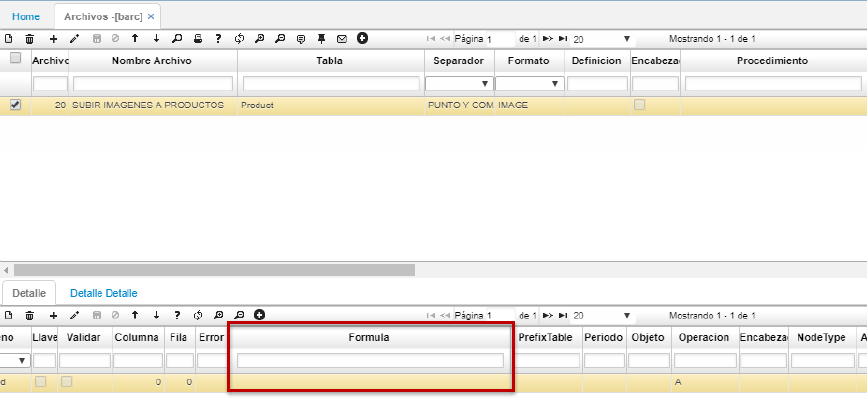 Home Archivos -[barc] ×
Página 1 de 1 20 Mostrando 1 - 1 de 1
Archivo Nombre Archivo Tabla Separador Formato Definicion Encabeza Procedimiento
20 SUBIR IMAGENES A PRODUCTOS Product PUNTO Y COM IMAGE
Detalle Detalle Detalle
Página 1 de 1 20 Mostrando 1 - 1 de 1
eno Llave Validar Columna Fila Error Formula PrefixTable Periodo Objeto Operacion Encabeza NodeType A
d 0 0 A